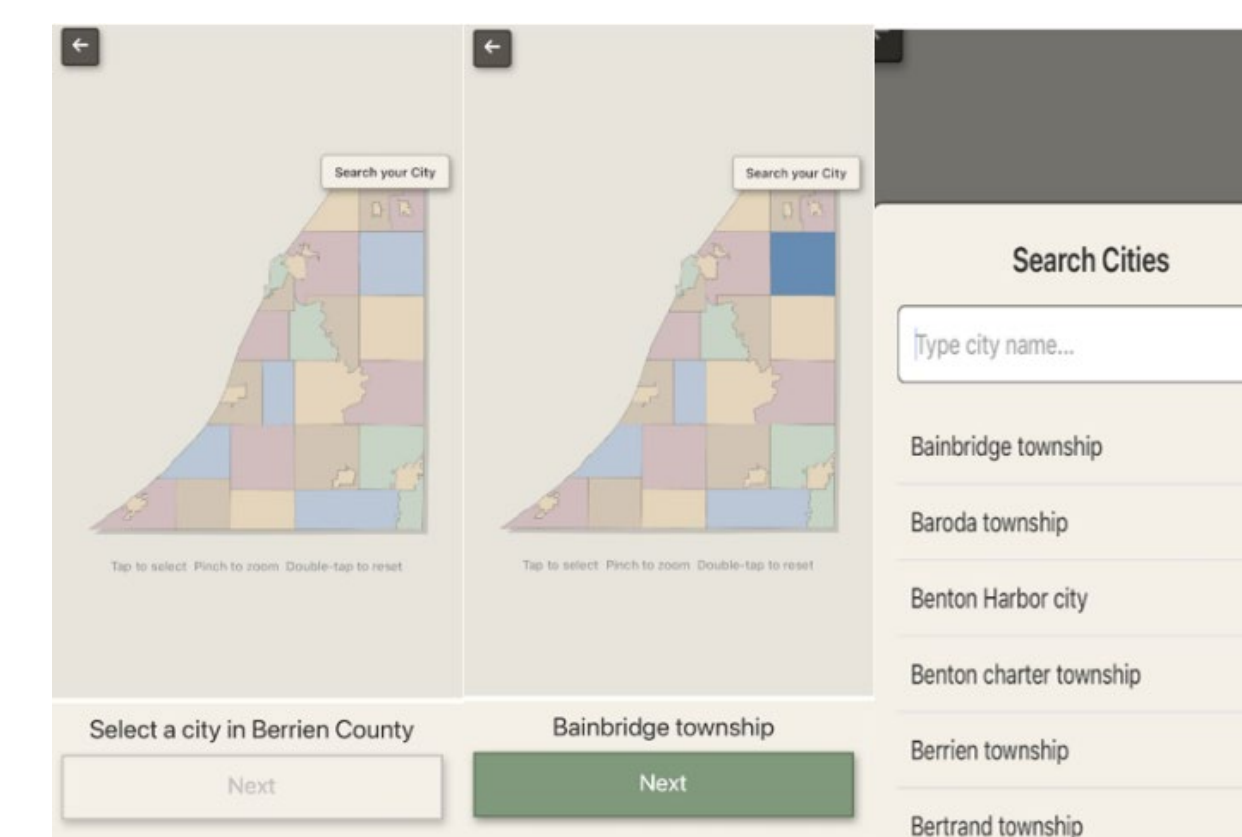 Search your City
Tap to select Pinch to zoom Double-tap to reset
Select a city in Berrien County
Next
Search your City
Tap to select Pinch to zoom Double-tap to reset
Bainbridge township
Next
Search Cities
Type city name...
Bainbridge township
Baroda township
Benton Harbor city
Benton charter township
Berrien township
Bertrand township